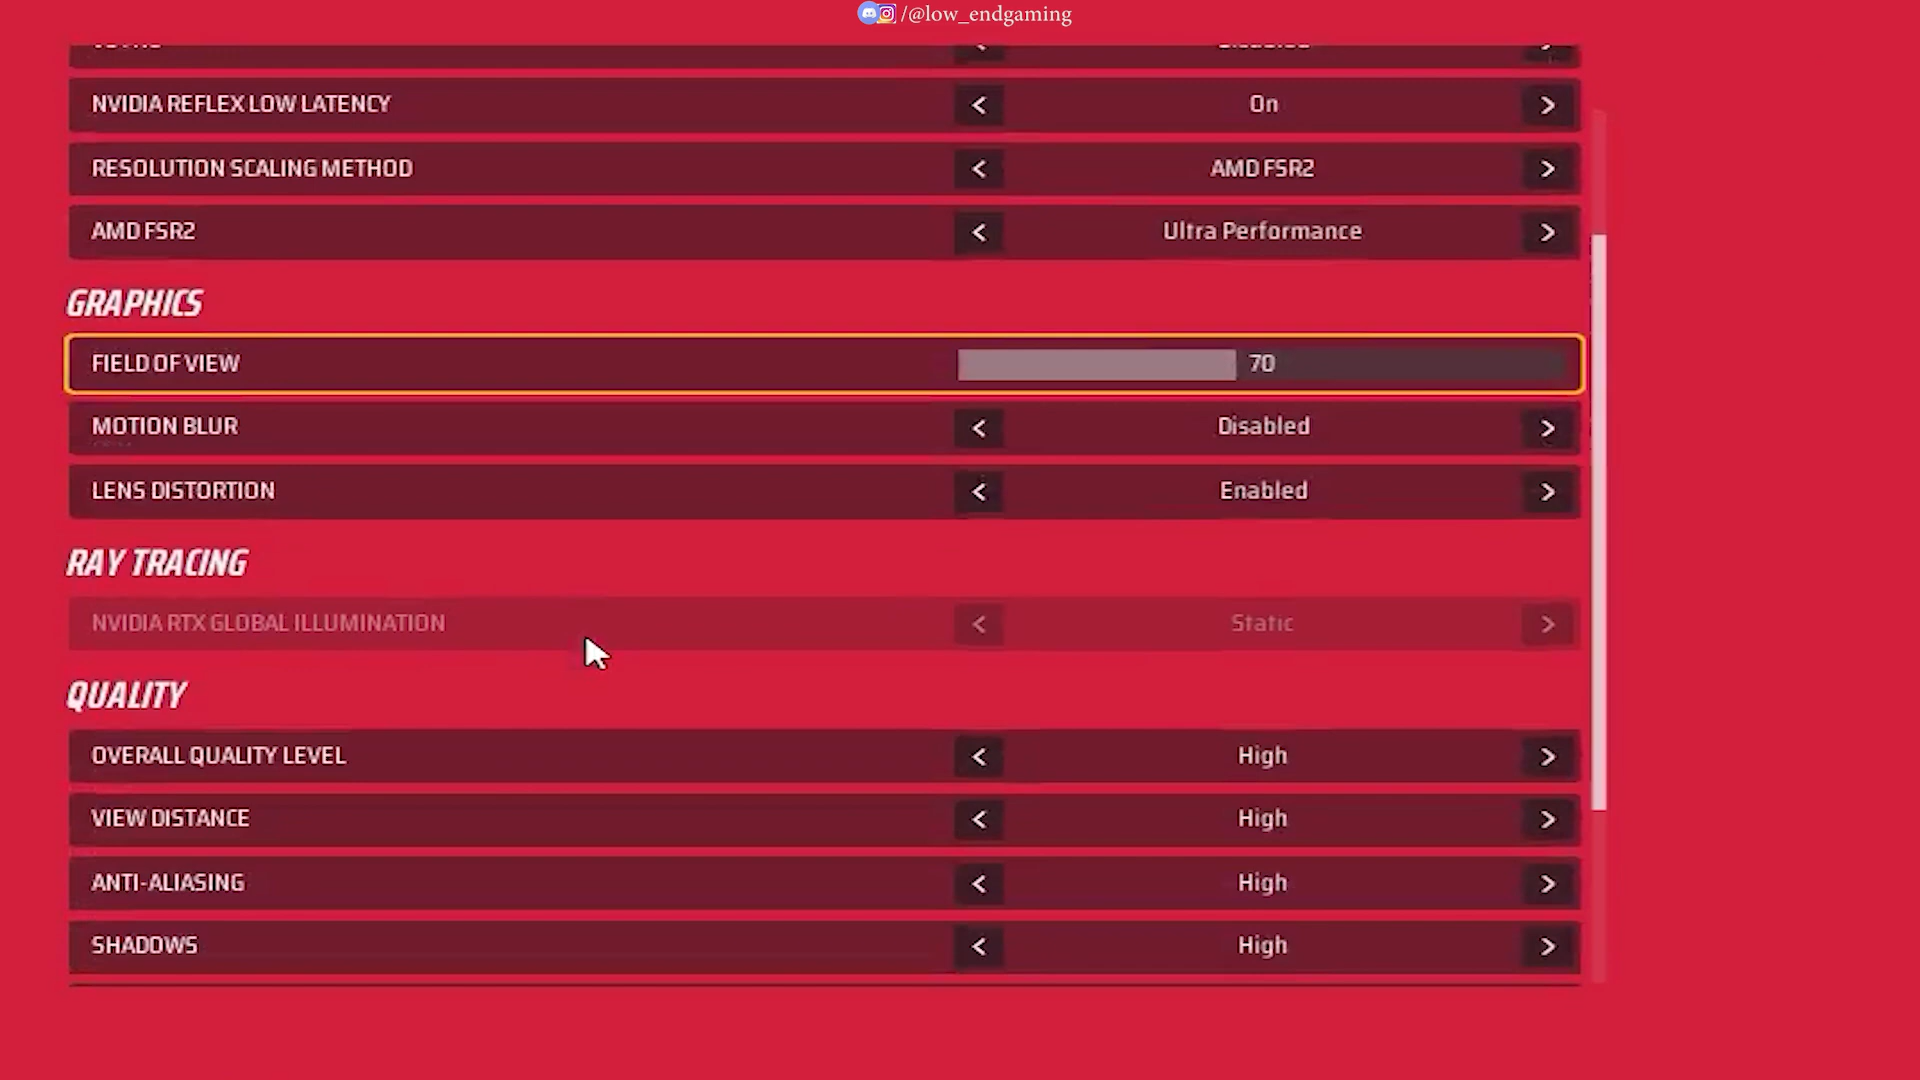 /@low_endgaming
NVIDIA REFLEX LOW LATENCY < On >
RESOLUTION SCALING METHOD < AMD FSR2 >
AMD FSR2 < Ultra Performance >
GRAPHICS
FIELD OF VIEW 70
MOTION BLUR < Disabled >
LENS DISTORTION < Enabled >
RAY TRACING
NVIDIA RTX GLOBAL ILLUMINATION < Static >
QUALITY
OVERALL QUALITY LEVEL < High >
VIEW DISTANCE < High >
ANTI-ALIASING < High >
SHADOWS < High >